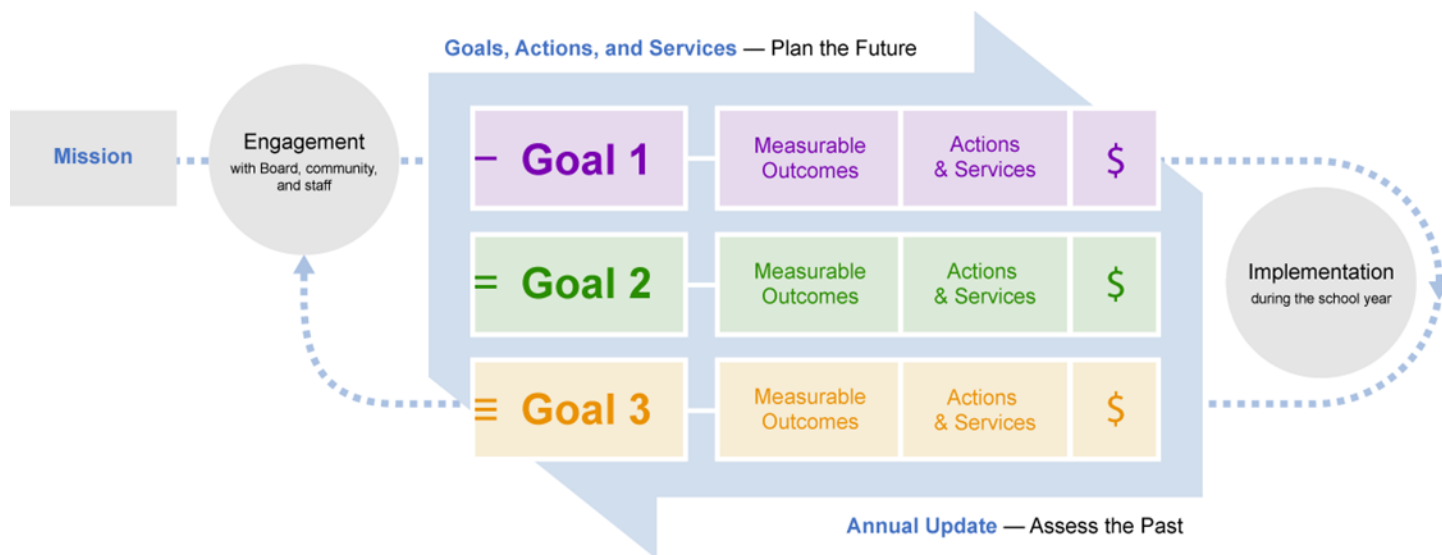 Goals, Actions, and Services — Plan the Future
Mission
Engagement
with Board, community,
and staff
Goal 1
Measurable
Outcomes
Actions
& Services
$
Goal 2
Measurable
Outcomes
Actions
& Services
$
Goal 3
Measurable
Outcomes
Actions
& Services
$
Implementation
during the school year
Annual Update — Assess the Past